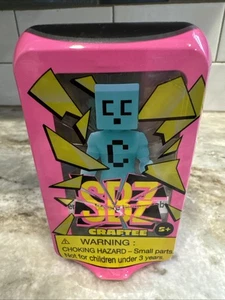 C
SBZ
CRAFTEE
5+
WARNING :
CHOKING HAZARD – Small parts
Not for children under 3 years.